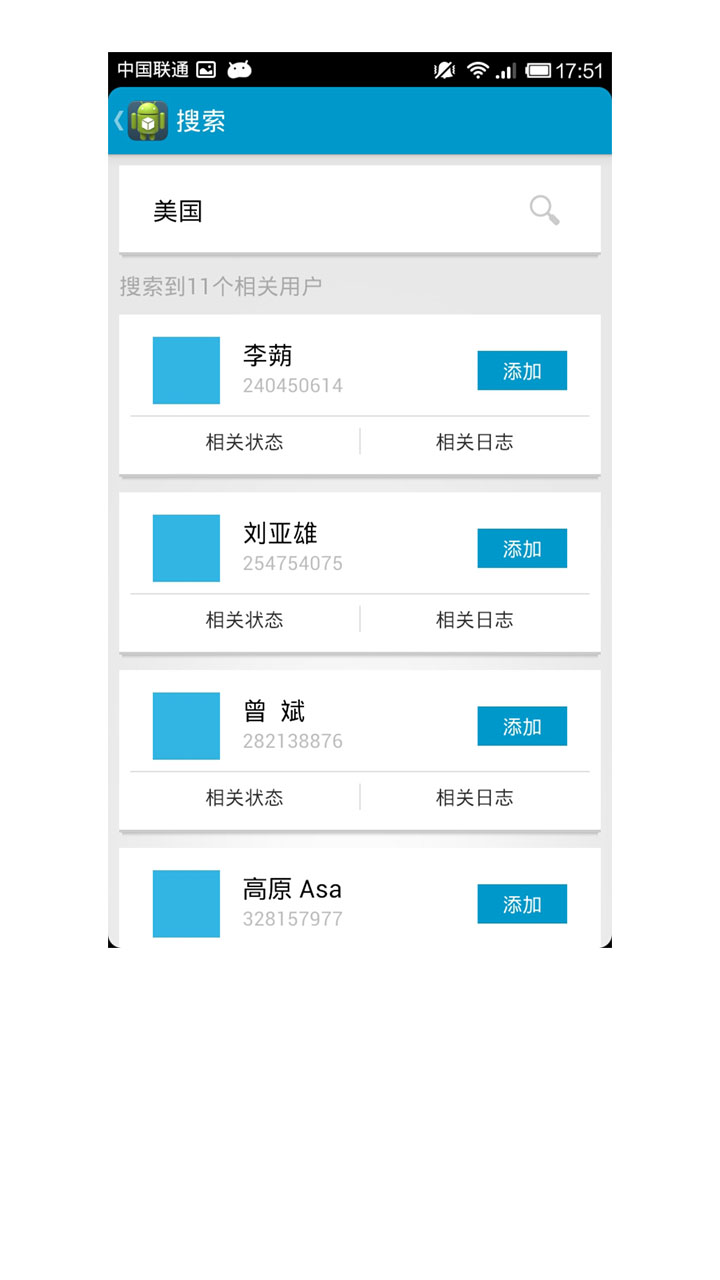 中国联通 17:51
搜索
美国
搜索到11个相关用户
李蒴
240450614
添加
相关状态 相关日志
刘亚雄
254754075
添加
相关状态 相关日志
曾 斌
282138876
添加
相关状态 相关日志
高原 Asa
328157977
添加